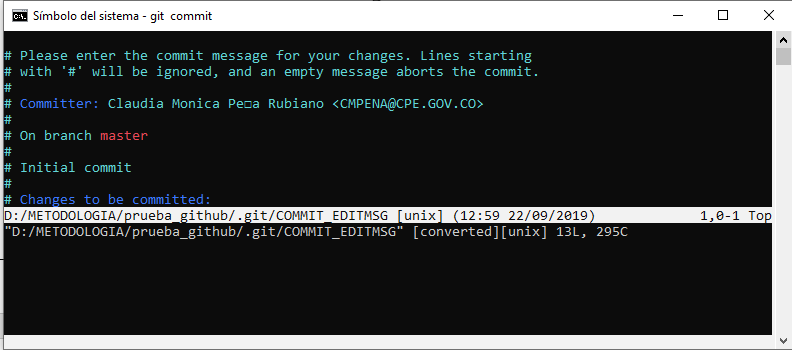 Símbolo del sistema - git  commit
# Please enter the commit message for your changes. Lines starting
# with '#' will be ignored, and an empty message aborts the commit.
#
# Committer: Claudia Monica Pe□a Rubiano <CMPENA@CPE.GOV.CO>
#
# On branch master
#
# Initial commit
#
# Changes to be committed:
D:/METODOLOGIA/prueba_github/.git/COMMIT_EDITMSG [unix] (12:59 22/09/2019) 1,0-1 Top
"D:/METODOLOGIA/prueba_github/.git/COMMIT_EDITMSG" [converted][unix] 13L, 295C